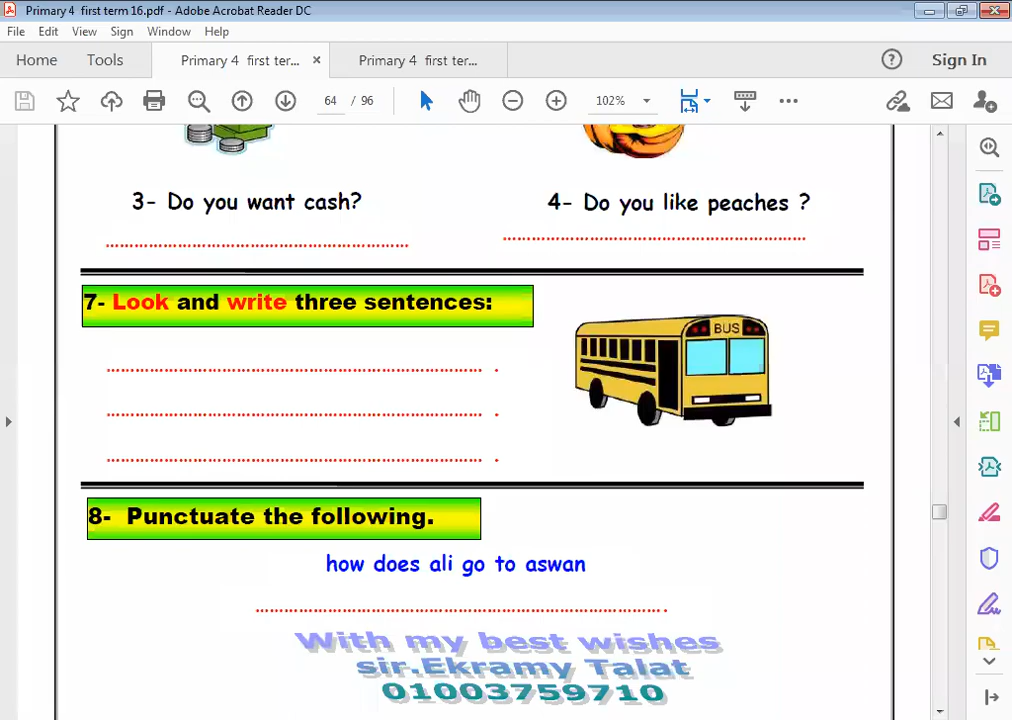 Primary 4 first term 16.pdf - Adobe Acrobat Reader DC
File Edit View Sign Window Help
Home Tools Primary 4 first ter... × Primary 4 first ter... Sign In
64 / 96 102%
3- Do you want cash? 4- Do you like peaches ?
7- Look and write three sentences:
BUS
8- Punctuate the following.
how does ali go to aswan
With my best wishes
sir.Ekramy Talat
01003759710